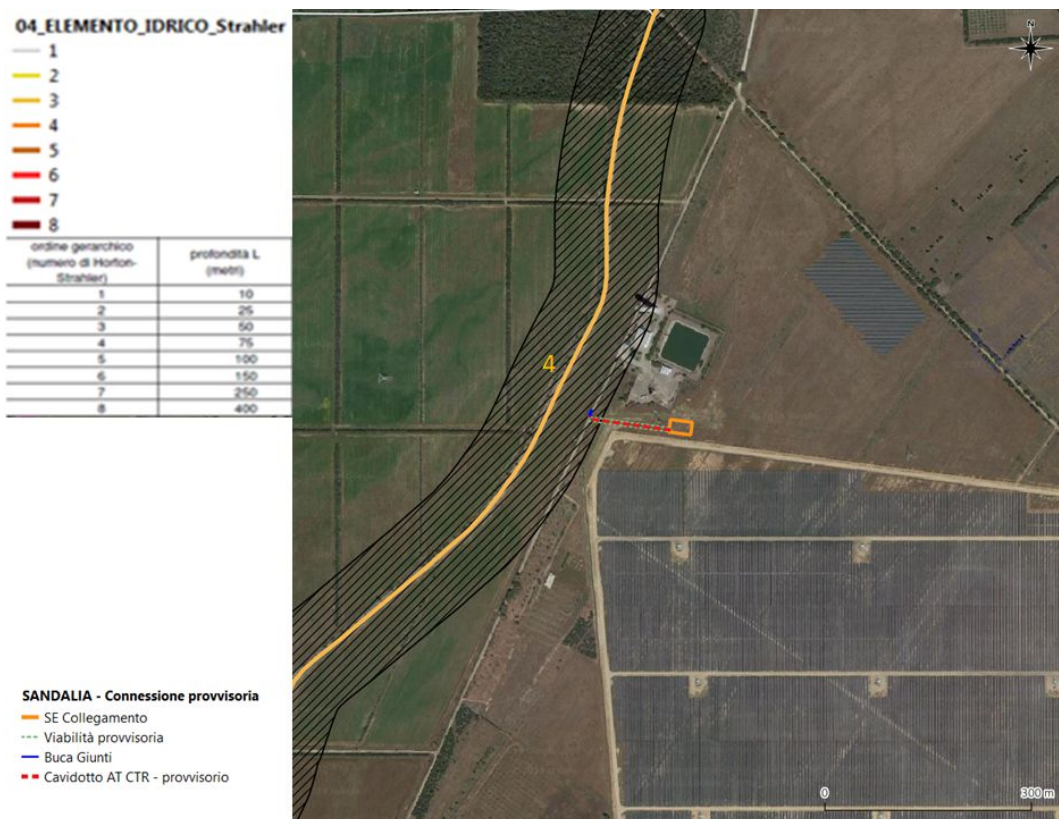 04_ELEMENTO_IDRICO_Strahler
1
2
3
4
5
6
7
8
ordine gerarchico (numero di Horton-Strahler) profondità L (metri)
1 10
2 25
3 50
4 75
5 100
6 150
7 250
8 400
N
4
SANDALIA - Connessione provvisoria
SE Collegamento
Viabilità provvisoria
Buca Giunti
Cavidotto AT CTR - provvisorio
0 300 m